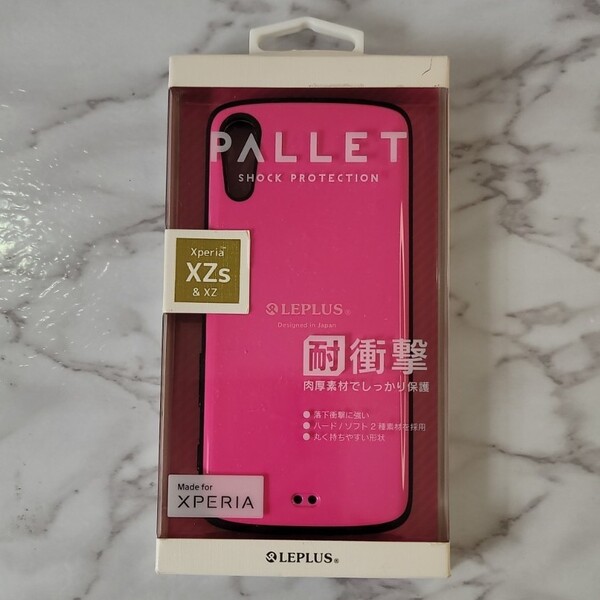 PALLET
SHOCK PROTECTION
Xperia™
XZs
& XZ
LEPLUS®
Designed in Japan
耐衝撃
肉厚素材でしっかり保護
● 落下衝撃に強い
● ハード/ソフト2種素材を採用
● 丸く持ちやすい形状
Made for
XPERIA
LEPLUS®